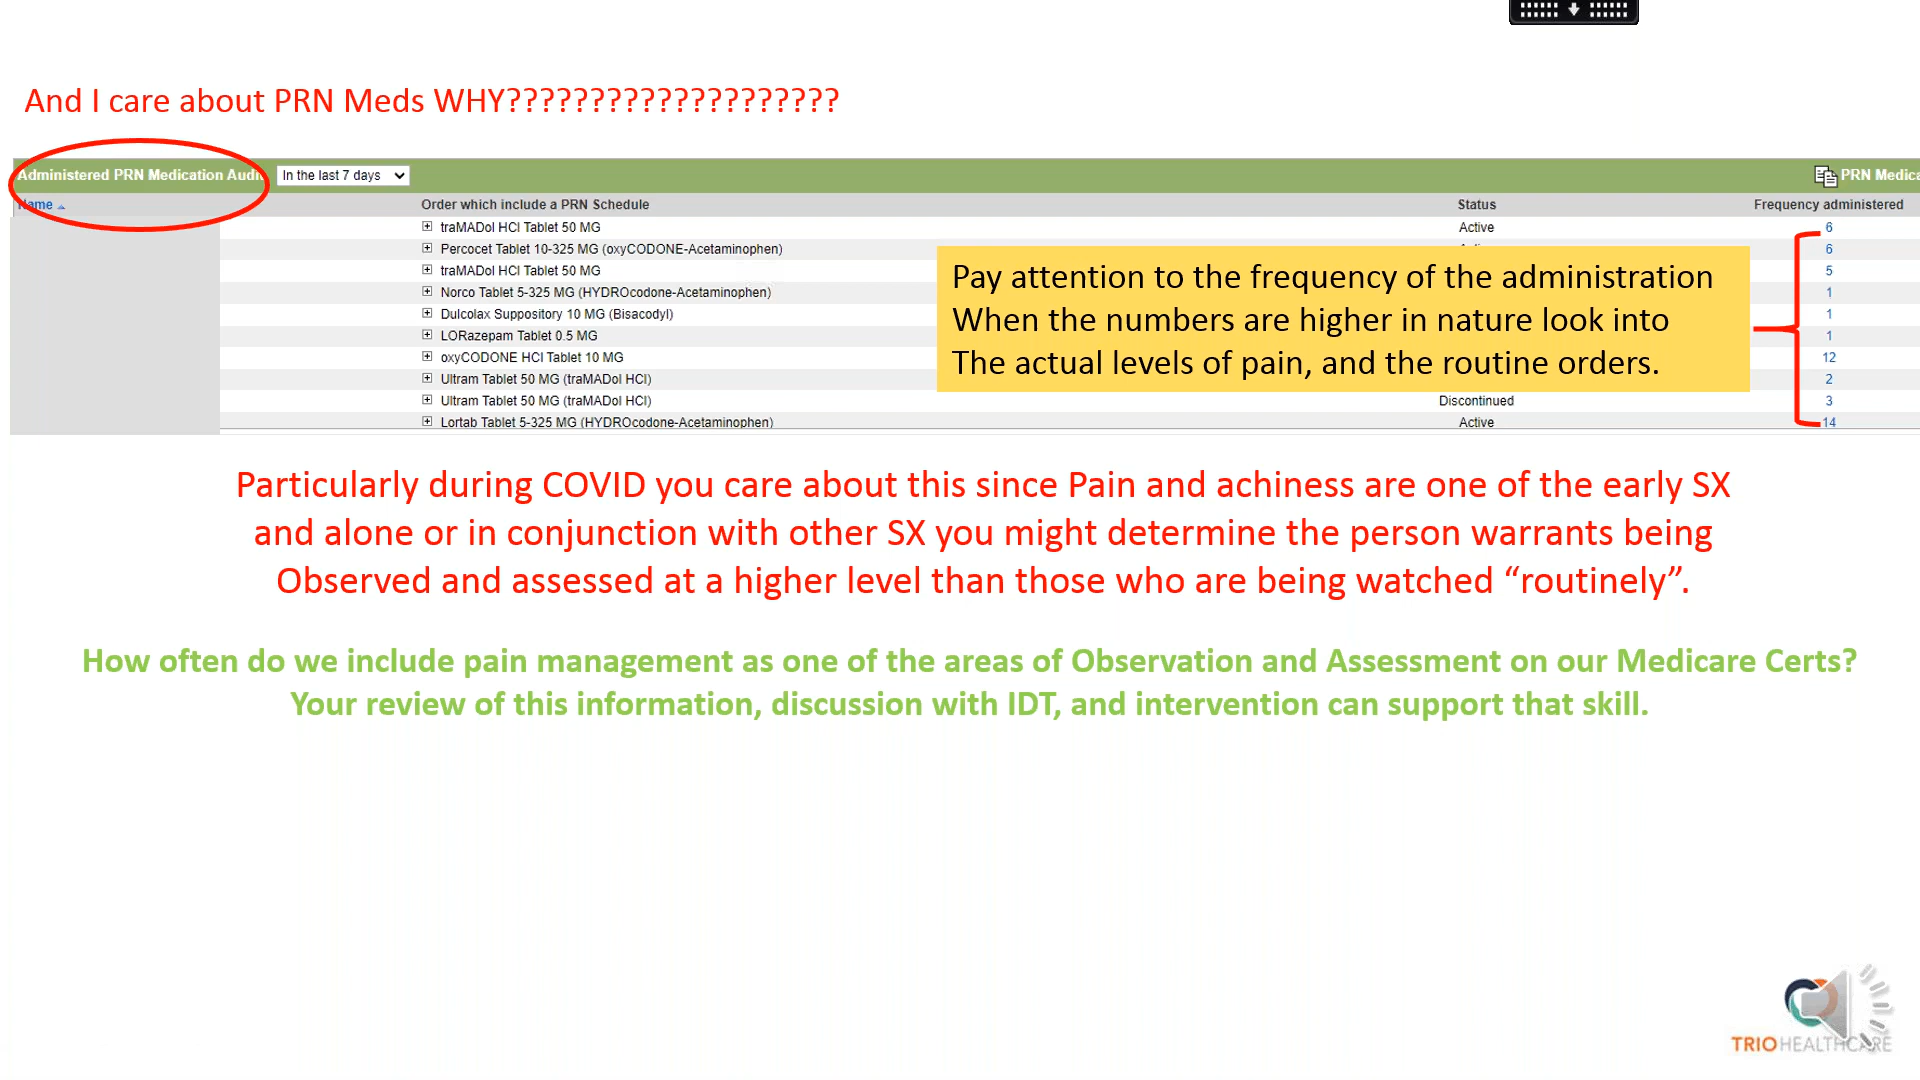 And I care about PRN Meds WHY????????????????????
Administered PRN Medication Audit In the last 7 days PRN Medica
Name Order which include a PRN Schedule Status Frequency administered
traMADol HCl Tablet 50 MG Active 6
Percocet Tablet 10-325 MG (oxyCODONE-Acetaminophen) 6
traMADol HCl Tablet 50 MG 5
Norco Tablet 5-325 MG (HYDROcodone-Acetaminophen) 1
Dulcolax Suppository 10 MG (Bisacodyl) 1
LORazepam Tablet 0.5 MG 1
oxyCODONE HCl Tablet 10 MG 12
Ultram Tablet 50 MG (traMADol HCl) 2
Ultram Tablet 50 MG (traMADol HCl) Discontinued 3
Lortab Tablet 5-325 MG (HYDROcodone-Acetaminophen) Active 14
Pay attention to the frequency of the administration
When the numbers are higher in nature look into
The actual levels of pain, and the routine orders.
Particularly during COVID you care about this since Pain and achiness are one of the early SX
and alone or in conjunction with other SX you might determine the person warrants being
Observed and assessed at a higher level than those who are being watched “routinely”.
How often do we include pain management as one of the areas of Observation and Assessment on our Medicare Certs?
Your review of this information, discussion with IDT, and intervention can support that skill.
TRIOHEALTHCARE